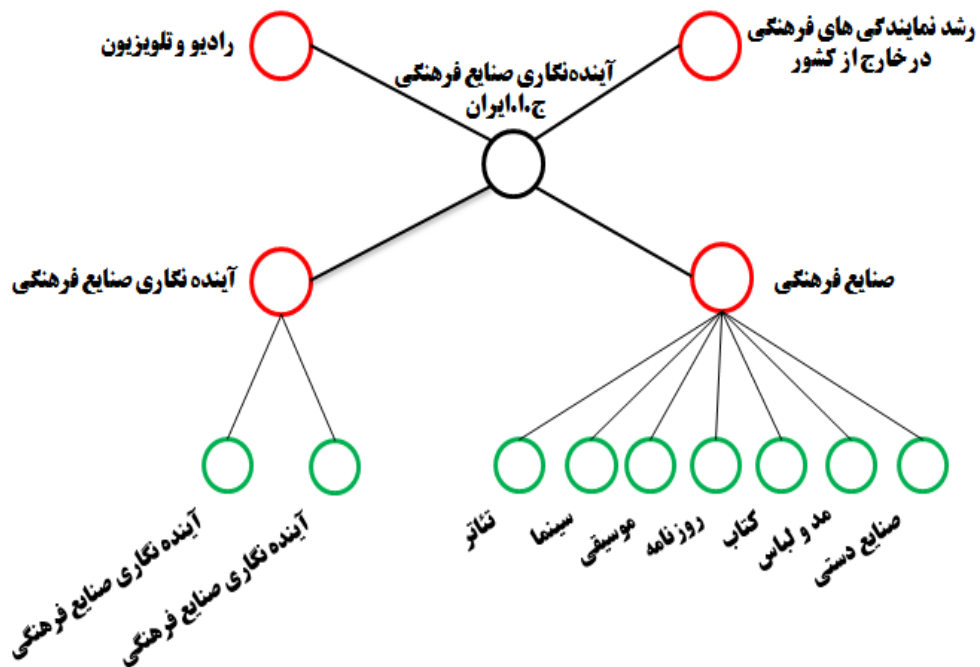 رشد نمایندگی های فرهنگی
در خارج از کشور
رادیو و تلویزیون
آینده‌نگاری صنایع فرهنگی
ج.ا.ایران
صنایع فرهنگی
آینده نگاری صنایع فرهنگی
صنایع دستی
مد و لباس
کتاب
روزنامه
موسیقی
سینما
تئاتر
آینده نگاری صنایع فرهنگی
آینده نگاری صنایع فرهنگی